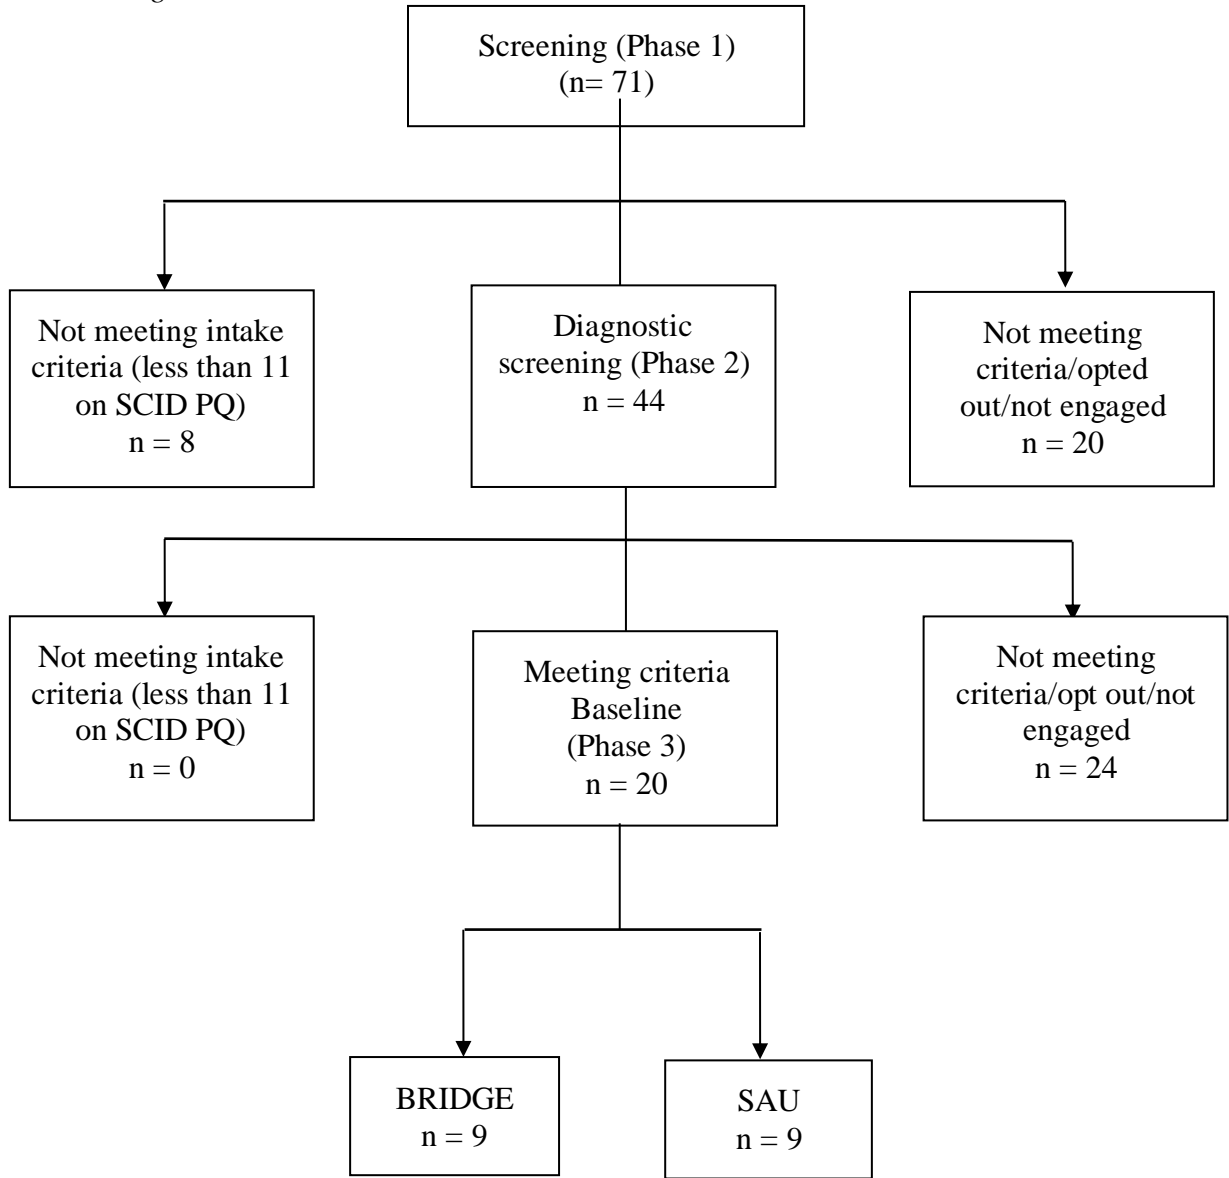 Screening (Phase 1)
(n= 71)
Not meeting intake
criteria (less than 11
on SCID PQ)
n = 8
Diagnostic
screening (Phase 2)
n = 44
Not meeting
criteria/opted
out/not engaged
n = 20
Not meeting intake
criteria (less than 11
on SCID PQ)
n = 0
Meeting criteria
Baseline
(Phase 3)
n = 20
Not meeting
criteria/opt out/not
engaged
n = 24
BRIDGE
n = 9
SAU
n = 9